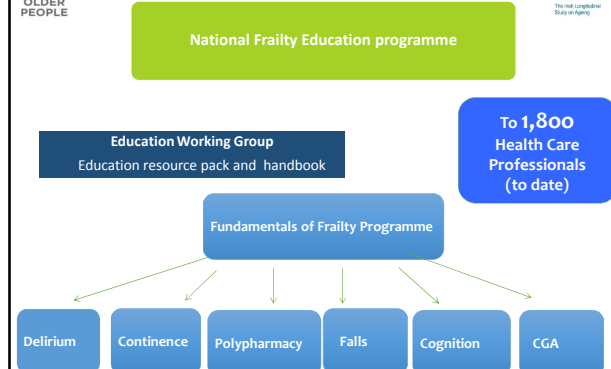 OLDER
PEOPLE
The Irish Longitudinal
Study on Ageing
National Frailty Education programme
To 1,800
Health Care
Professionals
(to date)
Education Working Group
Education resource pack and handbook
Fundamentals of Frailty Programme
Delirium
Continence
Polypharmacy
Falls
Cognition
CGA